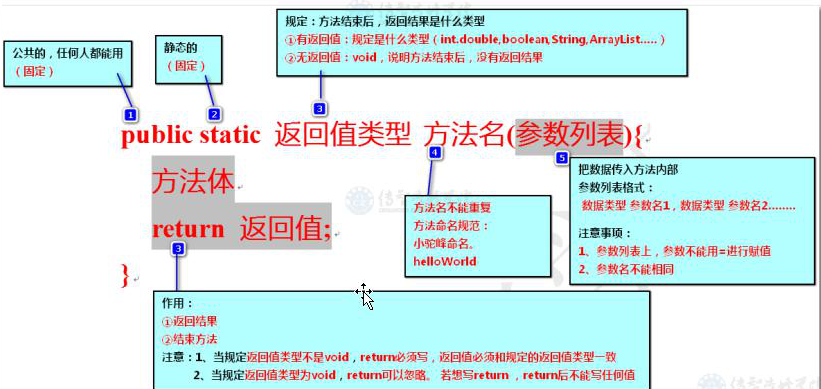 规定：方法结束后，返回结果是什么类型
①有返回值：规定是什么类型（int.double,boolean,String,ArrayList.....）
②无返回值：void，说明方法结束后，没有返回结果
公共的，任何人都能用
（固定）
静态的
（固定）
1
2
3
public static 返回值类型 方法名(参数列表){
4
5
方法体
return 返回值;
3
}
方法名不能重复
方法命名规范：
小驼峰命名。
helloWorld
把数据传入方法内部
参数列表格式：
数据类型 参数名1，数据类型 参数名2........
注意事项：
1、参数列表上，参数不能用=进行赋值
2、参数名不能相同
作用：
①返回结果
②结束方法
注意：1、当规定返回值类型不是void，return必须写，返回值必须和规定的返回值类型一致
2、当规定返回值类型为void，return可以忽略。 若想写return ，return后不能写任何值